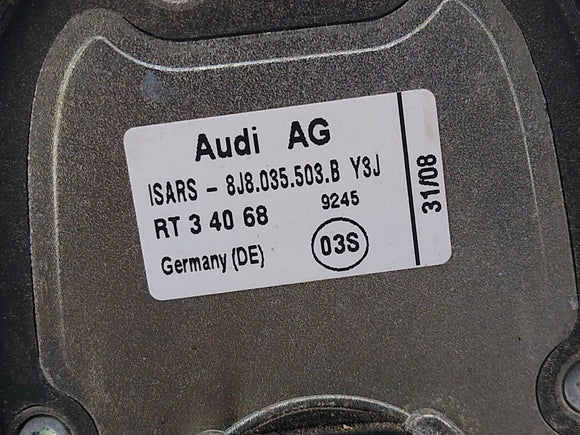 Audi AG
ISARS - 8J8.035.503.B Y3J
RT 3 40 68 9245
Germany (DE) 03S
31/08